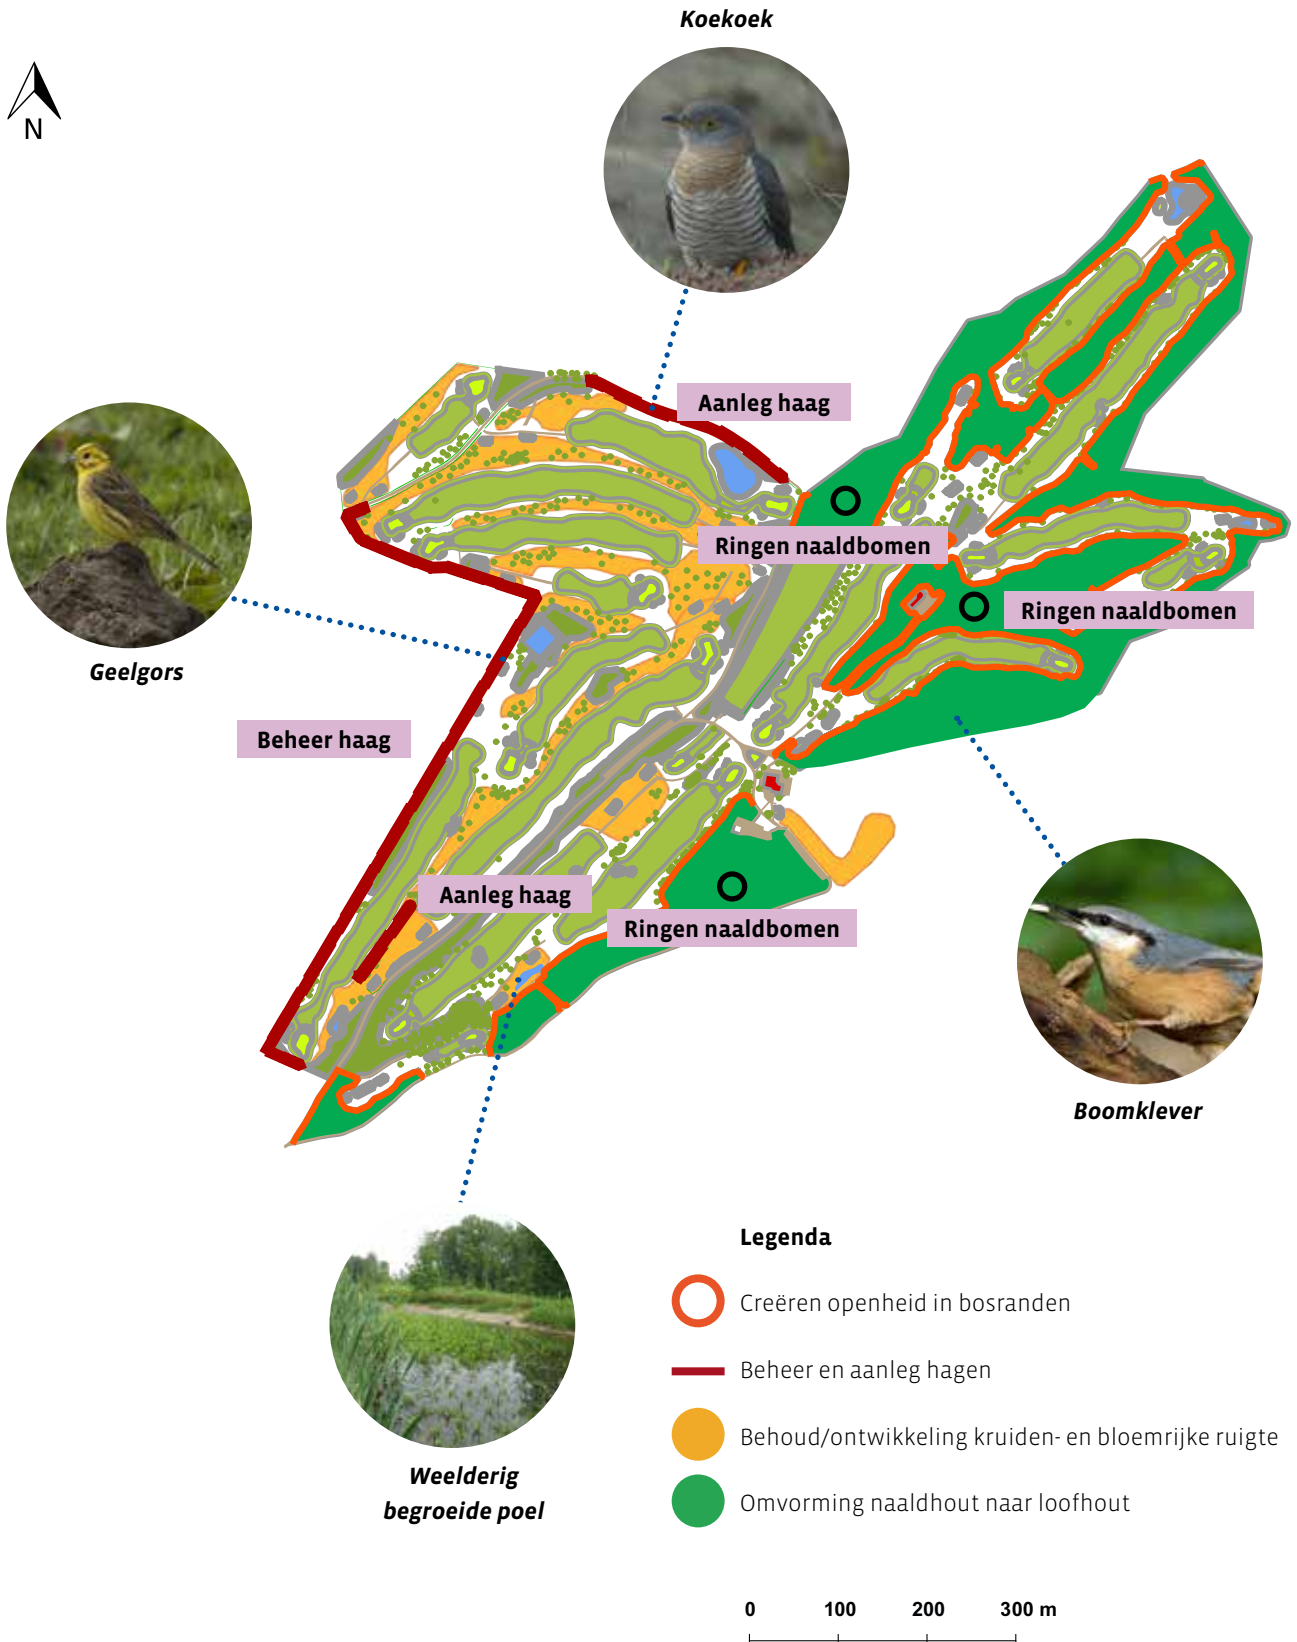 Koekoek
N
Aanleg haag
Ringen naaldbomen
Ringen naaldbomen
Geelgors
Beheer haag
Aanleg haag
Ringen naaldbomen
Boomklever
Weelderig
begroeide poel
Legenda
Creëren openheid in bosranden
Beheer en aanleg hagen
Behoud/ontwikkeling kruiden- en bloemrijke ruigte
Omvorming naaldhout naar loofhout
0 100 200 300 m